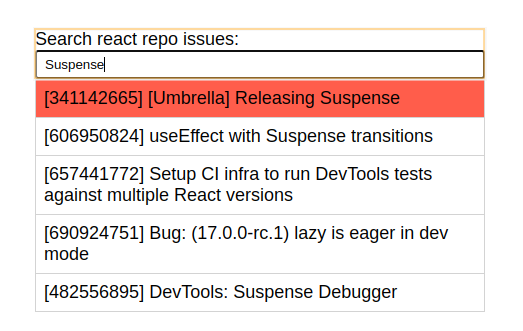 Search react repo issues:
Suspense
[341142665] [Umbrella] Releasing Suspense
[606950824] useEffect with Suspense transitions
[657441772] Setup CI infra to run DevTools tests
against multiple React versions
[690924751] Bug: (17.0.0-rc.1) lazy is eager in dev
mode
[482556895] DevTools: Suspense Debugger